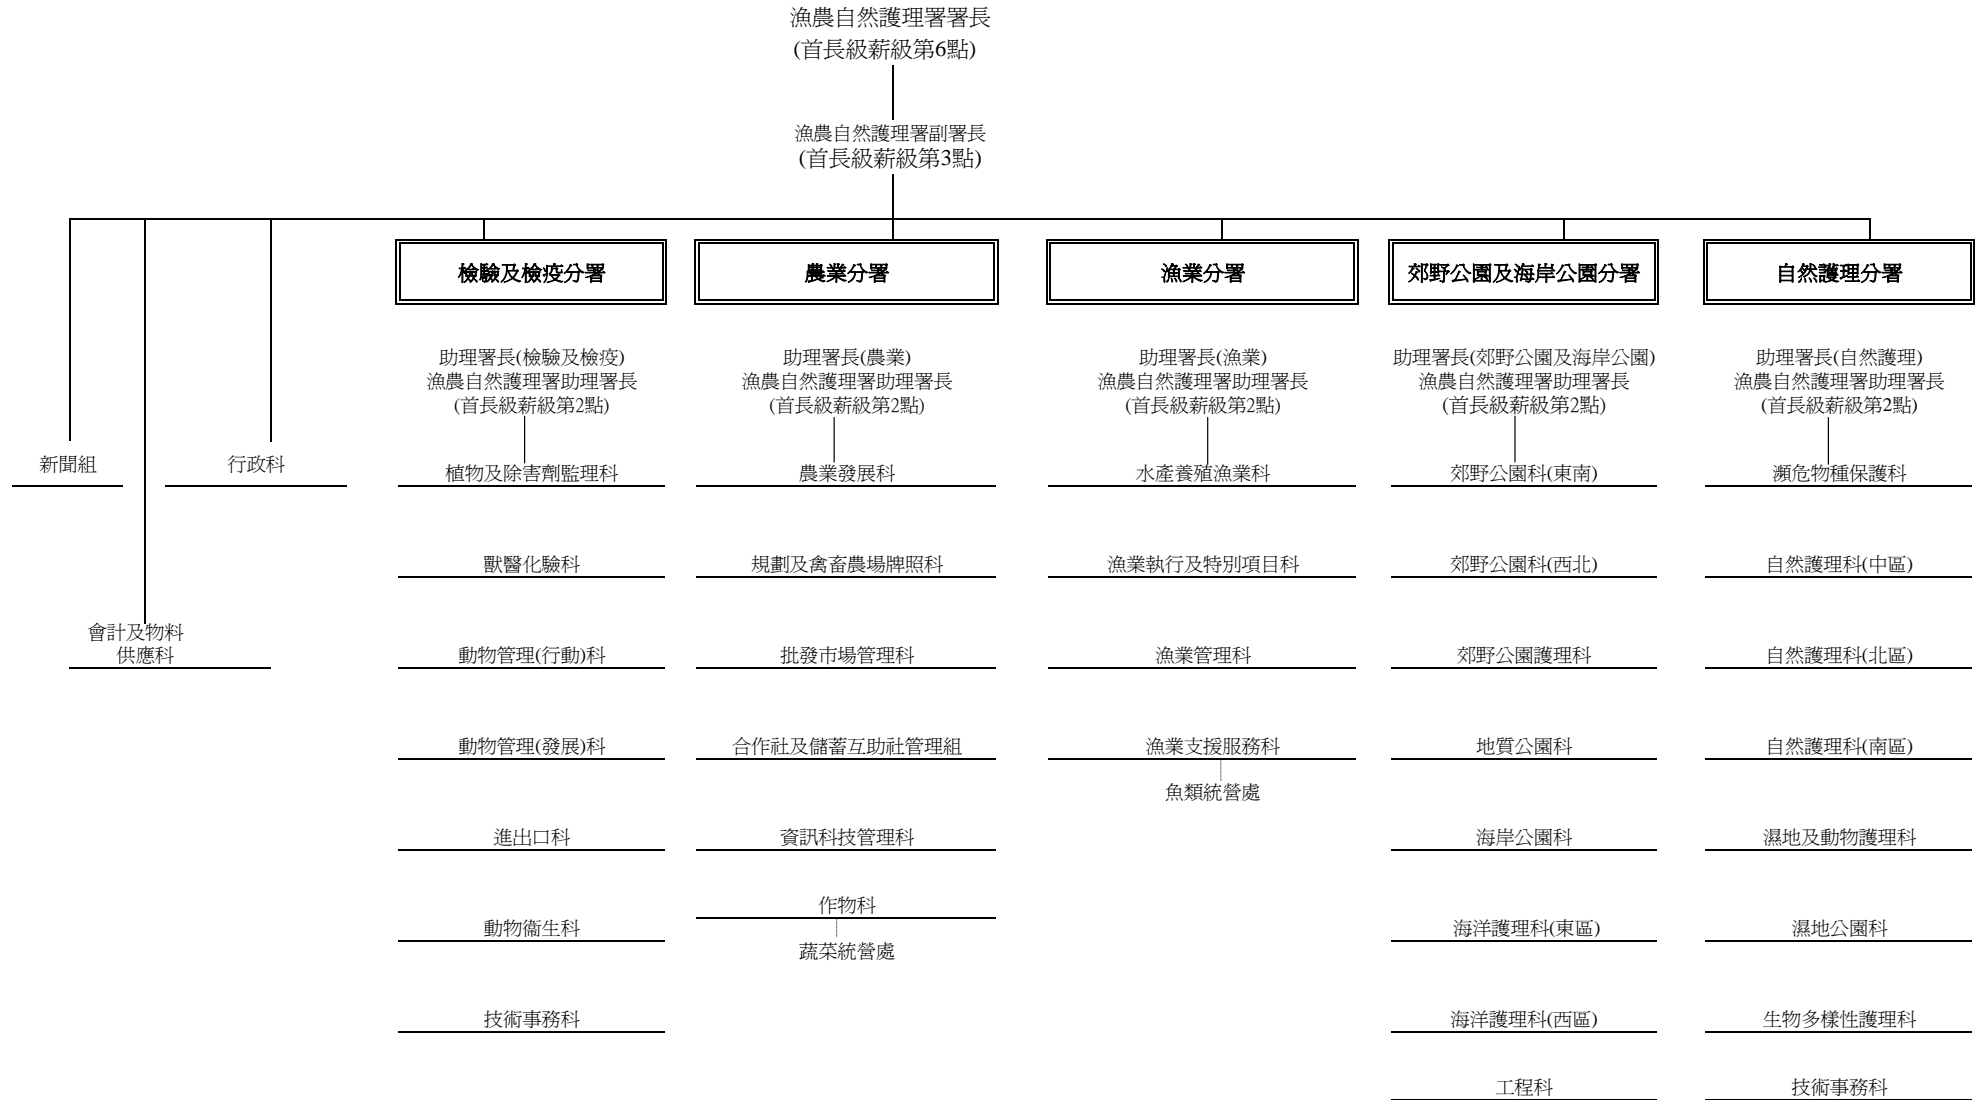 漁農自然護理署署長
(首長級薪級第6點)
漁農自然護理署副署長
(首長級薪級第3點)
檢驗及檢疫分署
農業分署
漁業分署
郊野公園及海岸公園分署
自然護理分署
助理署長(檢驗及檢疫)
漁農自然護理署助理署長
(首長級薪級第2點)
助理署長(農業)
漁農自然護理署助理署長
(首長級薪級第2點)
助理署長(漁業)
漁農自然護理署助理署長
(首長級薪級第2點)
助理署長(郊野公園及海岸公園)
漁農自然護理署助理署長
(首長級薪級第2點)
助理署長(自然護理)
漁農自然護理署助理署長
(首長級薪級第2點)
新聞組
行政科
會計及物料
供應科
植物及除害劑監理科
獸醫化驗科
動物管理(行動)科
動物管理(發展)科
進出口科
動物衞生科
技術事務科
農業發展科
規劃及禽畜農場牌照科
批發市場管理科
合作社及儲蓄互助社管理組
資訊科技管理科
作物科
蔬菜統營處
水產養殖漁業科
漁業執行及特別項目科
漁業管理科
漁業支援服務科
魚類統營處
郊野公園科(東南)
郊野公園科(西北)
郊野公園護理科
地質公園科
海岸公園科
海洋護理科(東區)
海洋護理科(西區)
工程科
瀕危物種保護科
自然護理科(中區)
自然護理科(北區)
自然護理科(南區)
濕地及動物護理科
濕地公園科
生物多樣性護理科
技術事務科